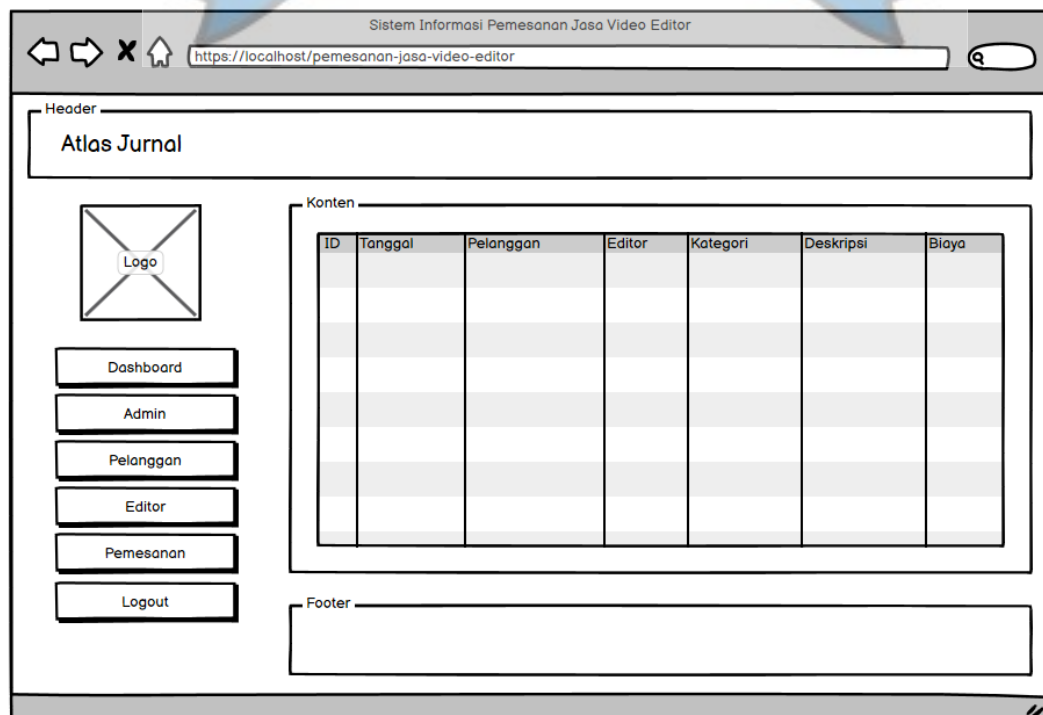 Sistem Informasi Pemesanan Jasa Video Editor
https://localhost/pemesanan-jasa-video-editor
Header
Atlas Jurnal
Logo
Dashboard
Admin
Pelanggan
Editor
Pemesanan
Logout
Konten
ID Tanggal Pelanggan Editor Kategori Deskripsi Biaya
Footer